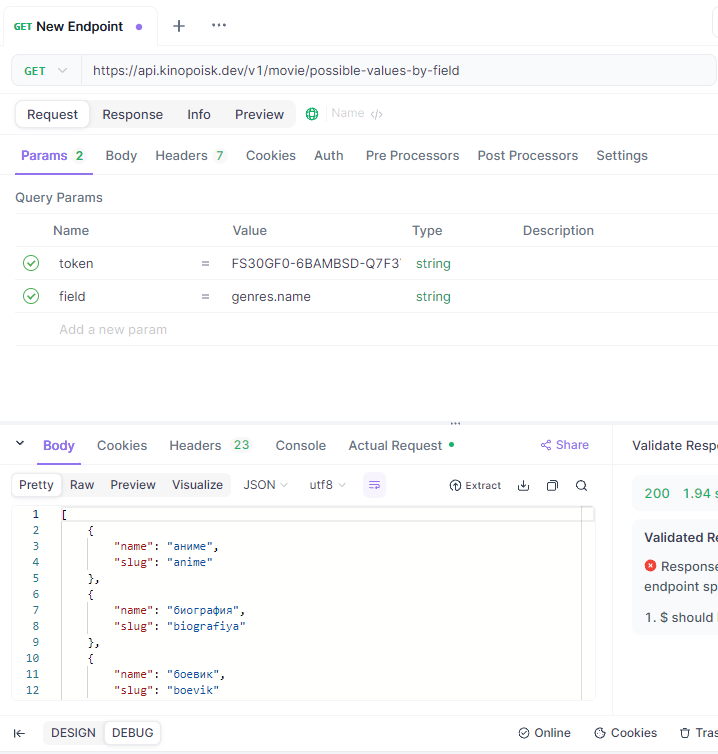 GET New Endpoint
GET https://api.kinopoisk.dev/v1/movie/possible-values-by-field
Request Response Info Preview Name </>
Params 2 Body Headers 7 Cookies Auth Pre Processors Post Processors Settings
Query Params
Name Value Type Description
token = FS30GF0-6BAMBSD-Q7F3 string
field = genres.name string
Add a new param
Body Cookies Headers 23 Console Actual Request Share Validate Resp
Pretty Raw Preview Visualize JSON utf8 Extract
200 1.94 s
1 [
2 {
3 "name": "аниме",
4 "slug": "anime"
5 },
6 {
7 "name": "биография",
8 "slug": "biografiya"
9 },
10 {
11 "name": "боевик",
12 "slug": "boevik"
Validated Re
Response
endpoint sp
1. $ should
DESIGN DEBUG Online Cookies Tras